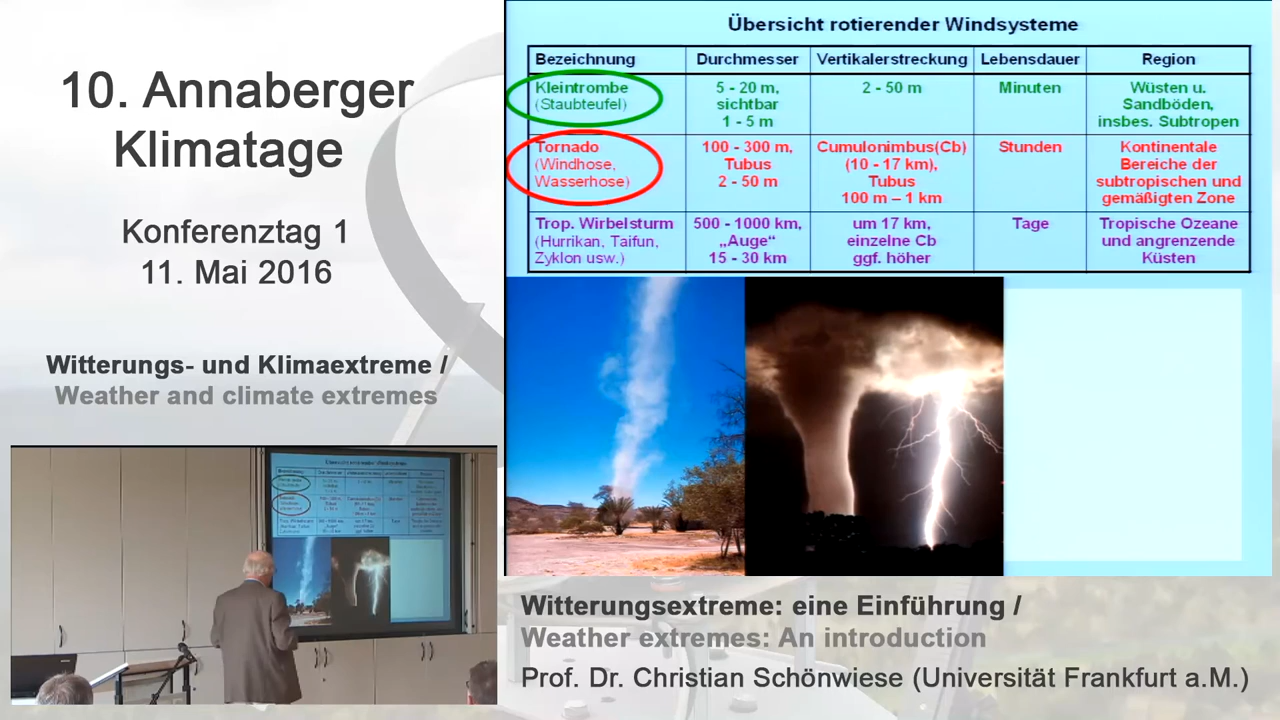 10. Annaberger
Klimatage
Konferenztag 1
11. Mai 2016
Witterungs- und Klimaextreme /
Weather and climate extremes
Übersicht rotierender Windsysteme
Bezeichnung Durchmesser Vertikalerstreckung Lebensdauer Region
Kleintrombe 5 - 20 m, 2 - 50 m Minuten Wüsten u.
(Staubteufel) sichtbar Sandböden,
1 - 5 m insbes. Subtropen
Tornado 100 - 300 m, Cumulonimbus(Cb) Stunden Kontinentale
(Windhose, Tubus (10 - 17 km), Bereiche der
Wasserhose) 2 - 50 m Tubus subtropischen und
100 m – 1 km gemäßigten Zone
Trop. Wirbelsturm 500 - 1000 km, um 17 km, Tage Tropische Ozeane
(Hurrikan, Taifun, „Auge“ einzelne Cb und angrenzende
Zyklon usw.) 15 - 30 km ggf. höher Küsten
Übersicht rotierender Windsysteme
Witterungsextreme: eine Einführung /
Weather extremes: An introduction
Prof. Dr. Christian Schönwiese (Universität Frankfurt a.M.)